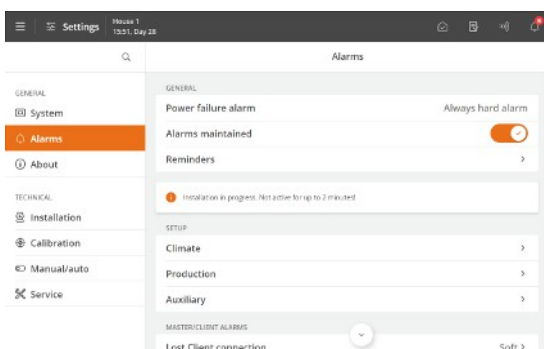 Settings
House 1
15:51, Day 28
Alarms
GENERAL
System
Alarms
About
TECHNICAL
Installation
Calibration
Manual/auto
Service
GENERAL
Power failure alarm
Always hard alarm
Alarms maintained
Reminders
Installation in progress. Not active for up to 2 minutes!
SETUP
Climate
Production
Auxiliary
MASTER/CLIENT ALARMS
Lost Client connection
Soft